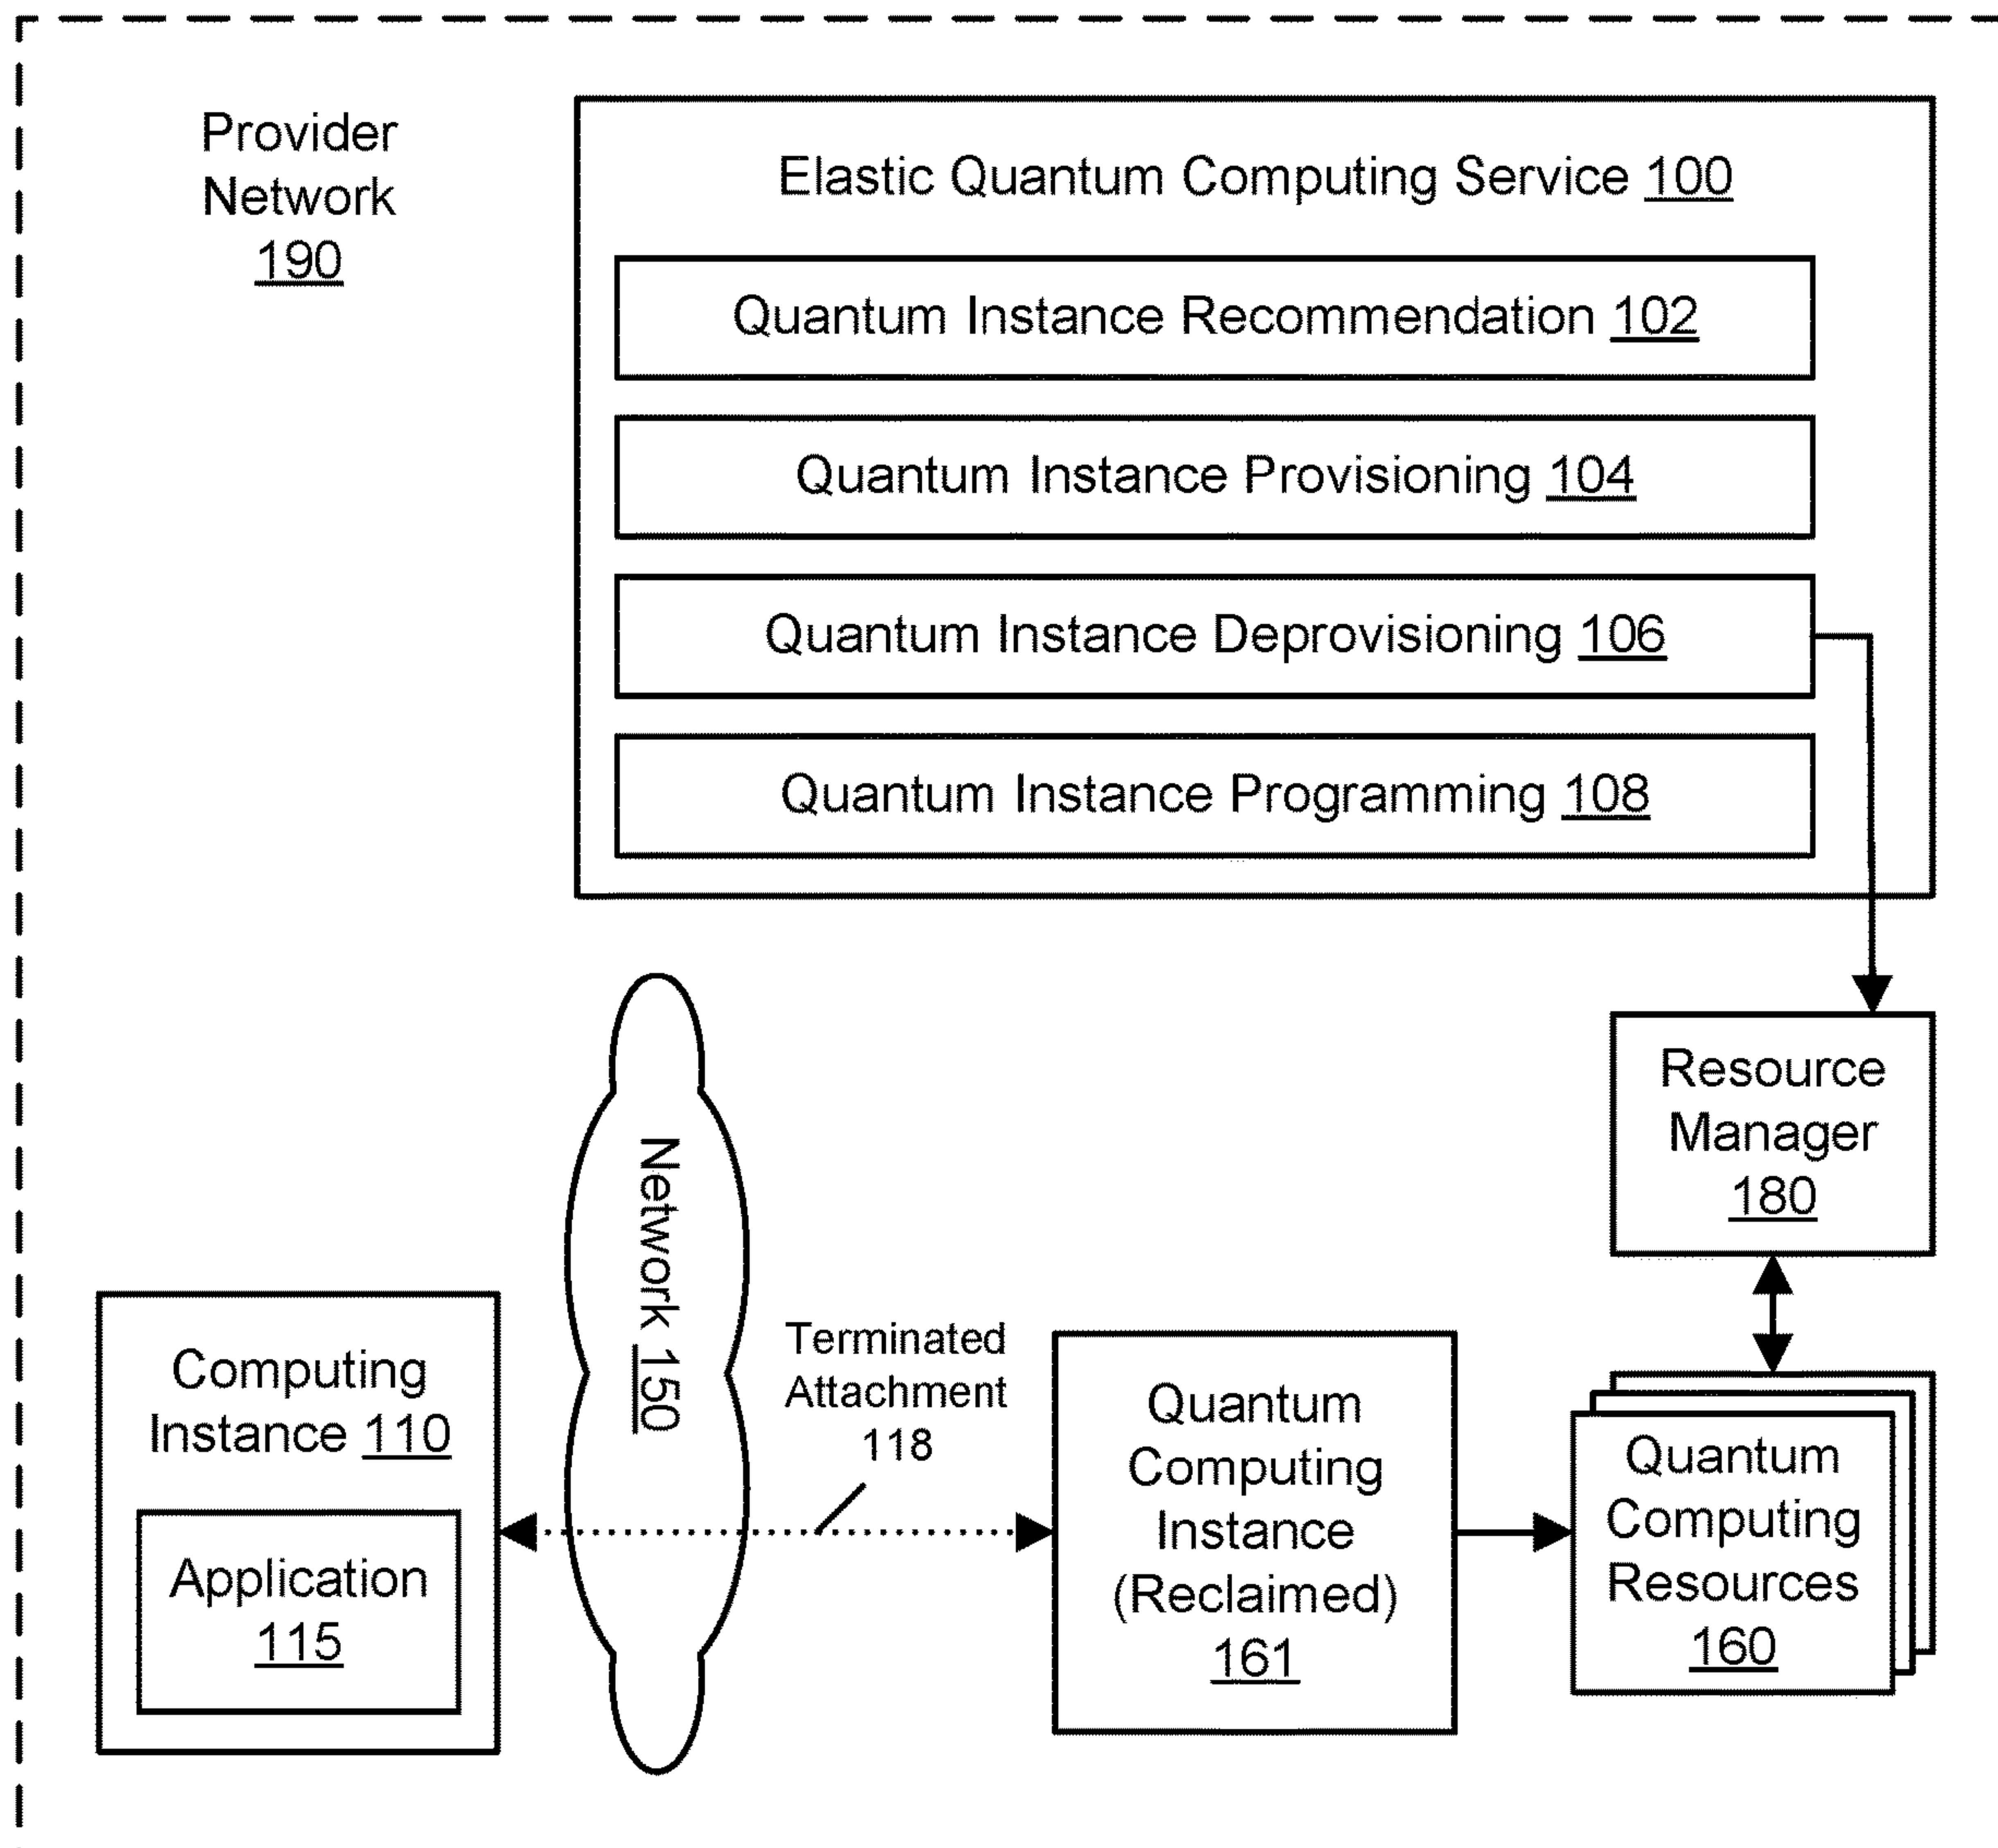 Provider
Network
190
Elastic Quantum Computing Service 100
Quantum Instance Recommendation 102
Quantum Instance Provisioning 104
Quantum Instance Deprovisioning 106
Quantum Instance Programming 108
Resource
Manager
180
Network 150
Terminated
Attachment
118
Computing
Instance 110
Application
115
Quantum
Computing
Instance
(Reclaimed)
161
Quantum
Computing
Resources
160